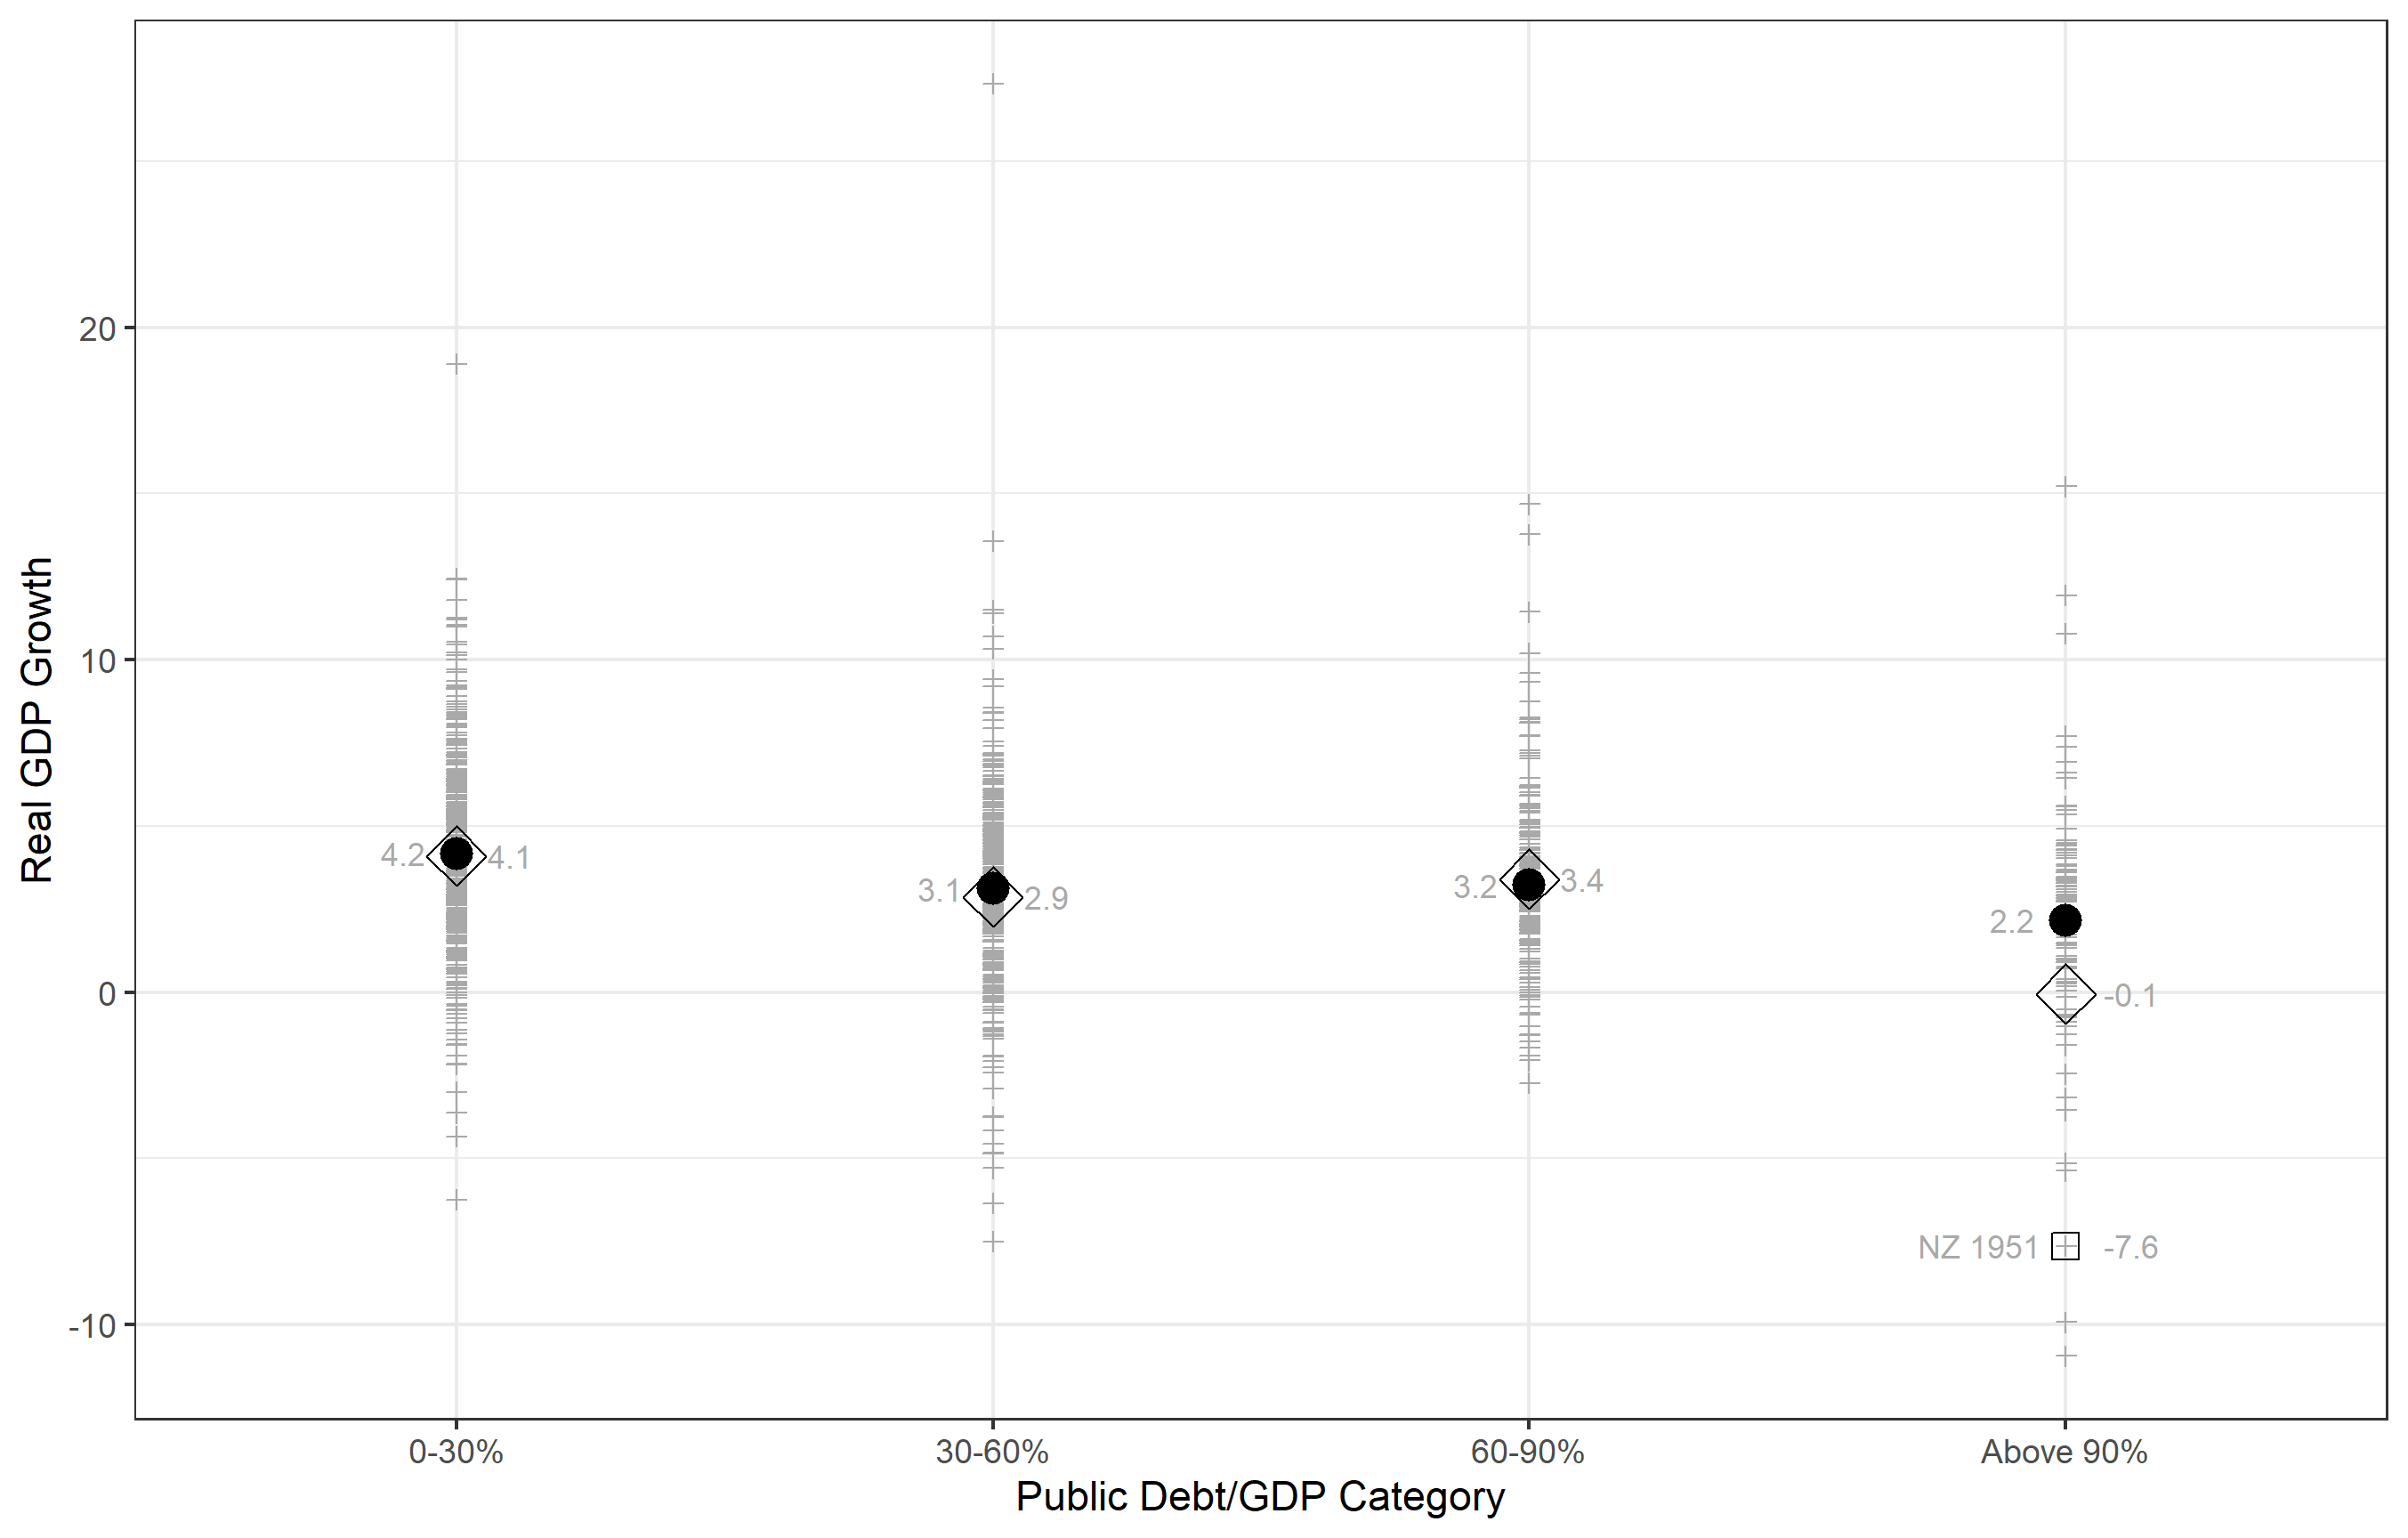 Real GDP Growth
20
10
0
-10
4.2 4.1
3.1 2.9
3.2 3.4
2.2
-0.1
NZ 1951 -7.6
0-30% 30-60% 60-90% Above 90%
Public Debt/GDP Category